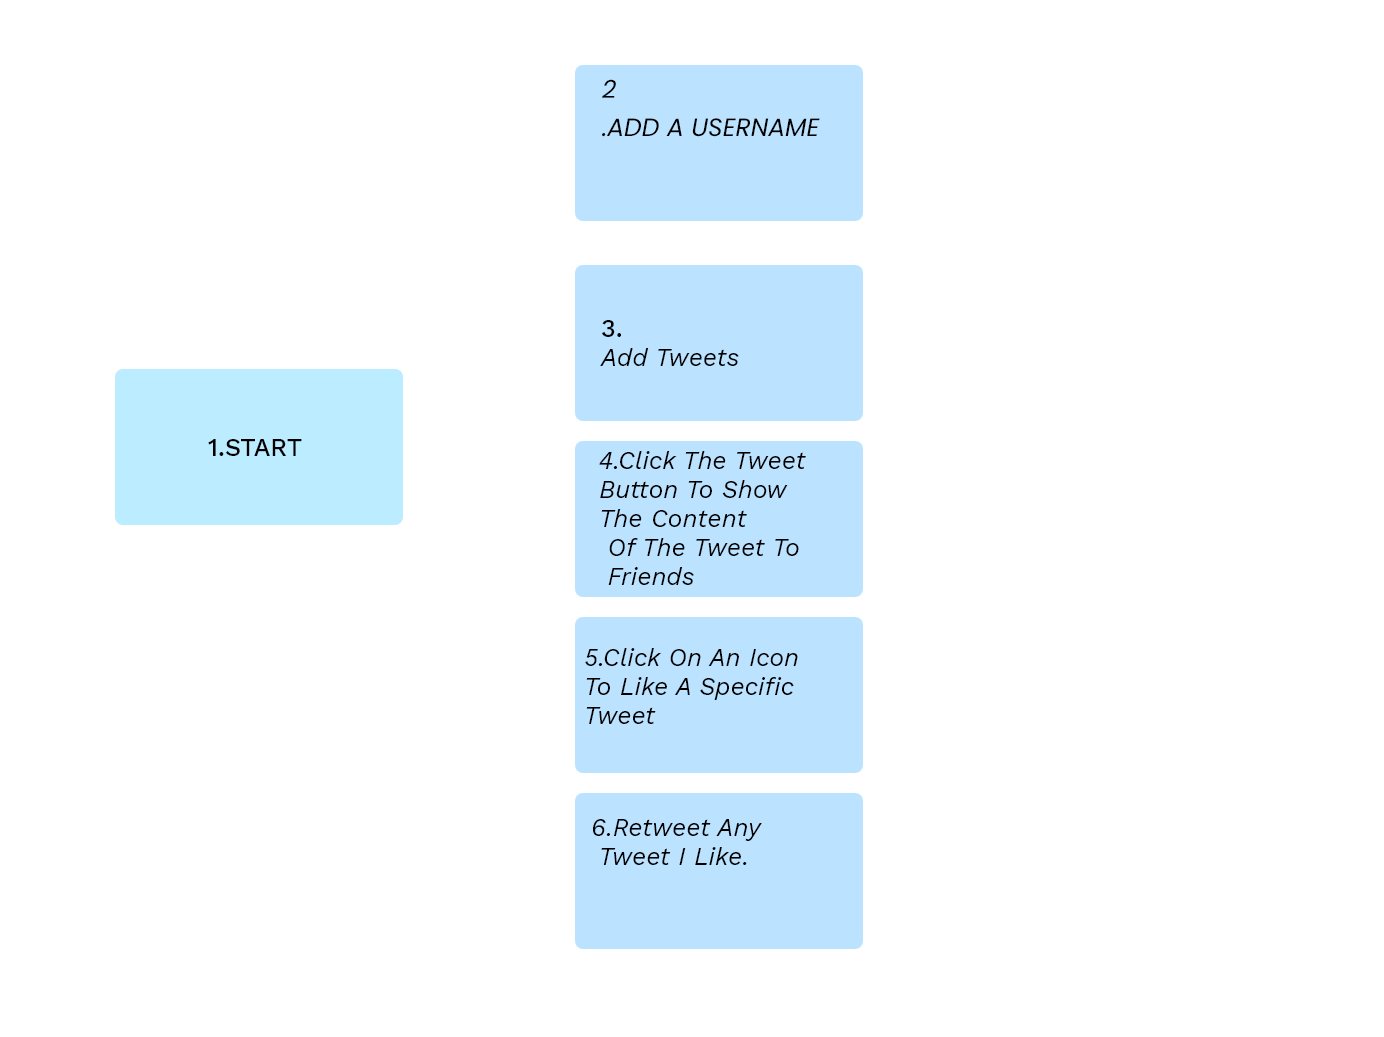 1.START
2
.ADD A USERNAME
3.
Add Tweets
4.Click The Tweet
Button To Show
The Content
Of The Tweet To
Friends
5.Click On An Icon
To Like A Specific
Tweet
6.Retweet Any
Tweet I Like.